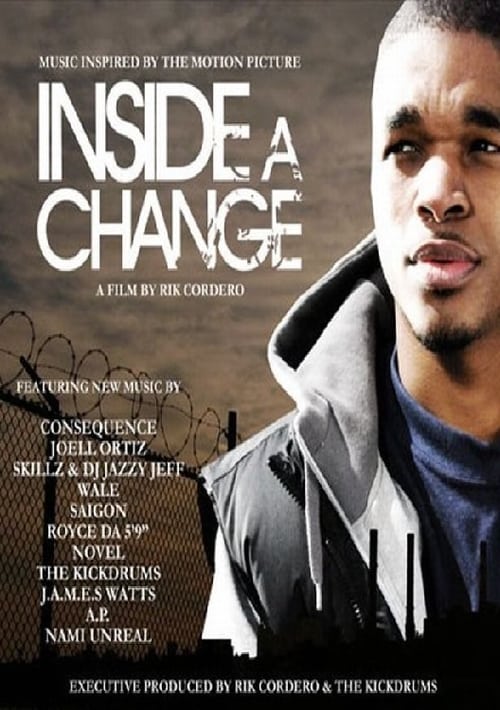 MUSIC INSPIRED BY THE MOTION PICTURE
INSIDE A
CHANGE
A FILM BY RIK CORDERO
FEATURING NEW MUSIC BY
CONSEQUENCE
JOELL ORTIZ
SKILLZ & DJ JAZZY JEFF
WALE
SAIGON
ROYCE DA 5'9"
NOVEL
THE KICKDRUMS
J.A.M.E.S WATTS
A.P.
NAMI UNREAL
EXECUTIVE PRODUCED BY RIK CORDERO & THE KICKDRUMS